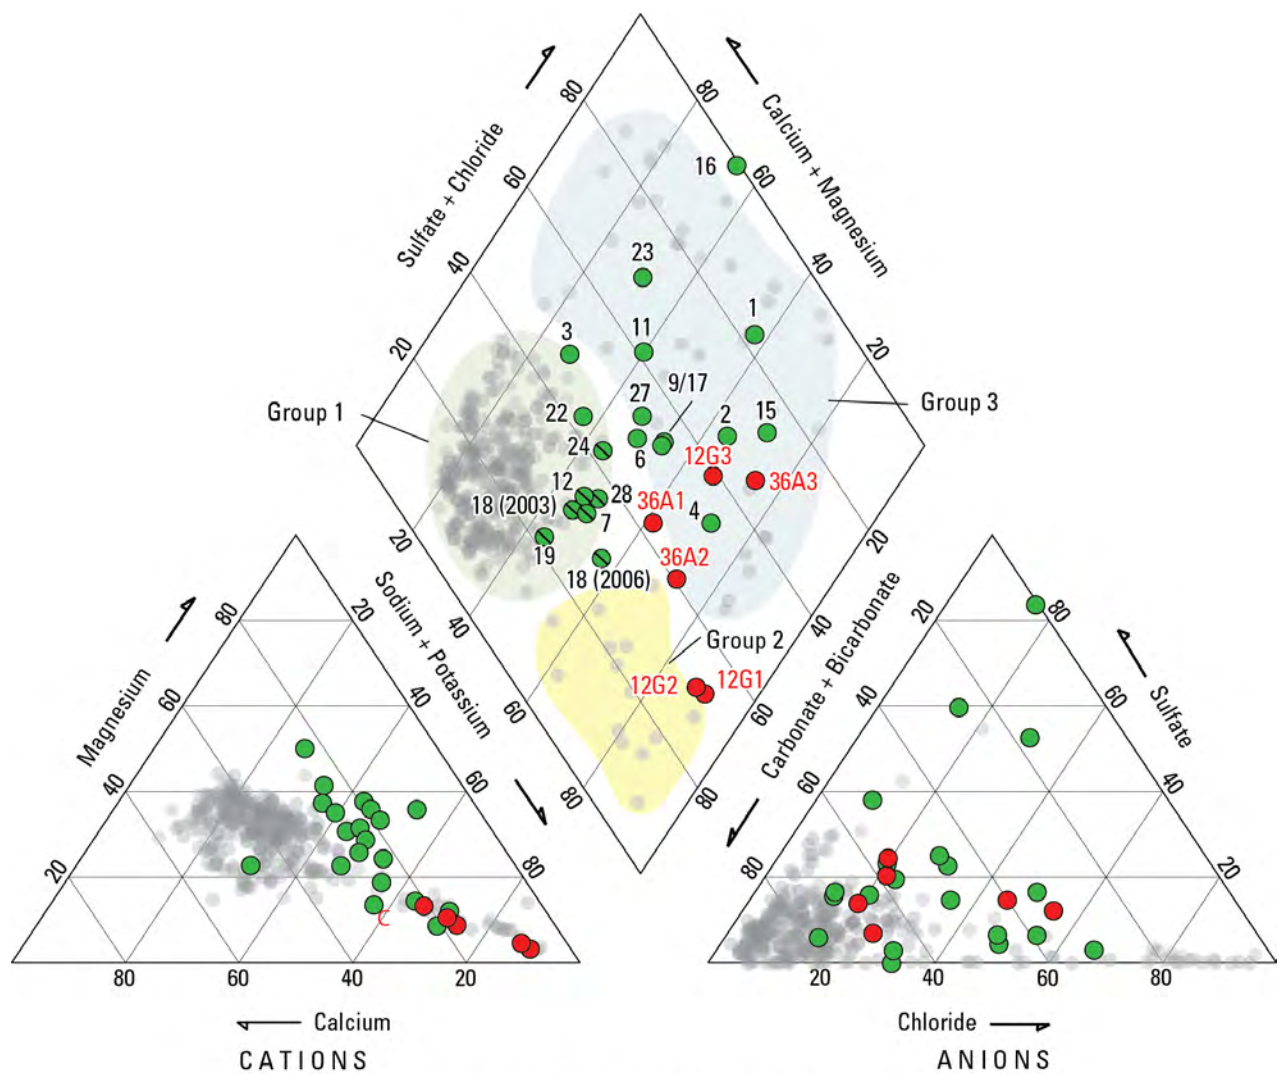 80
80
Sulfate + Chloride
Calcium + Magnesium
16
60
60
23
40
40
1
3
11
20
9/17
20
27
Group 1
22
2
15
Group 3
24
6
12G3
36A3
12
28
36A1
18 (2003)
4
7
20
20
19
36A2
18 (2006)
80
20
Sodium + Potassium
40
Group 2
40
Carbonate + Bicarbonate
20
80
Magnesium
12G2
12G1
60
40
60
60
40
60
Sulfate
40
60
80
80
60
40
20
80
80
20
C
80
60
40
20
20
40
60
80
Calcium
Chloride
CATIONS
ANIONS